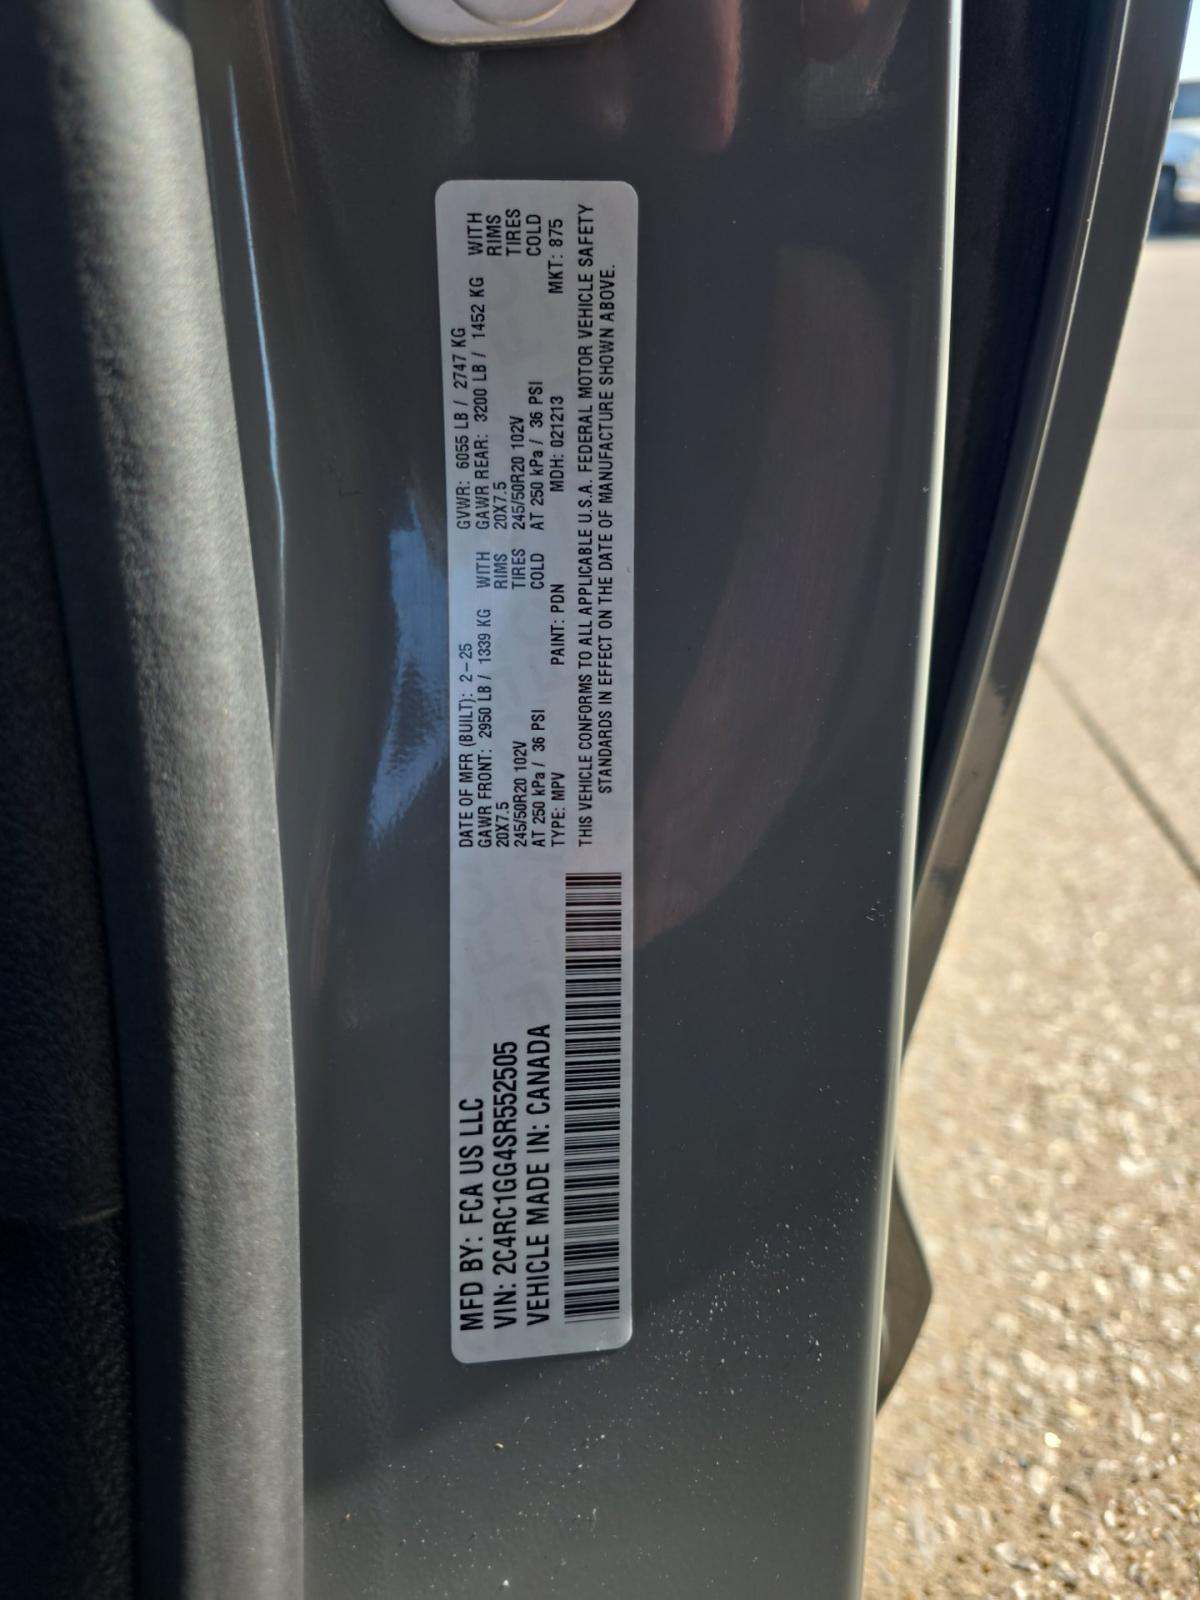 MFD BY: FCA US LLC
VIN: 2C4RC1GG4SR552505
VEHICLE MADE IN: CANADA
DATE OF MFR (BUILT): 2-25 GVWR: 6055 LB / 2747 KG
GAWR FRONT: 2950 LB / 1339 KG WITH GAWR REAR: 3200 LB / 1452 KG WITH
20X7.5 RIMS 20X7.5 RIMS
245/50R20 102V TIRES 245/50R20 102V TIRES
AT 250 kPa / 36 PSI COLD AT 250 kPa / 36 PSI COLD
TYPE: MPV PAINT: PDN MDH: 021213 MKT: 875
THIS VEHICLE CONFORMS TO ALL APPLICABLE U.S.A. FEDERAL MOTOR VEHICLE SAFETY
STANDARDS IN EFFECT ON THE DATE OF MANUFACTURE SHOWN ABOVE.